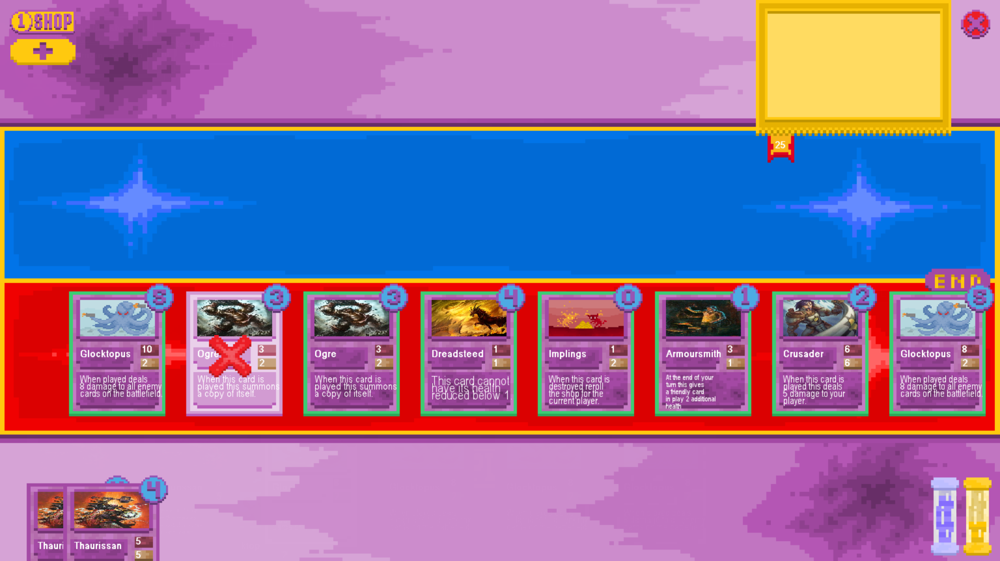 1 SHOP
+
25
END
8
Glocktopus
10
2
When played deals
8 damage to all enemy
cards on the battlefield.
3
Ogre
3
2
When this card is
played this summons
a copy of itself.
3
Ogre
3
2
When this card is
played this summons
a copy of itself.
4
Dreadsteed
1
1
This card cannot
have its health
reduced below 1.
0
Implings
1
2
When this card is
destroyed reroll
the shop for the
current player.
1
Armoursmith
3
1
At the end of your
turn this gives
a friendly card
in play 2 additional
health
2
Crusader
6
6
When this card is
played this deals
5 damage to your
player.
8
Glocktopus
8
2
When played deals
8 damage to all enemy
cards on the battlefield.
Thauri
4
Thaurissan
5
5